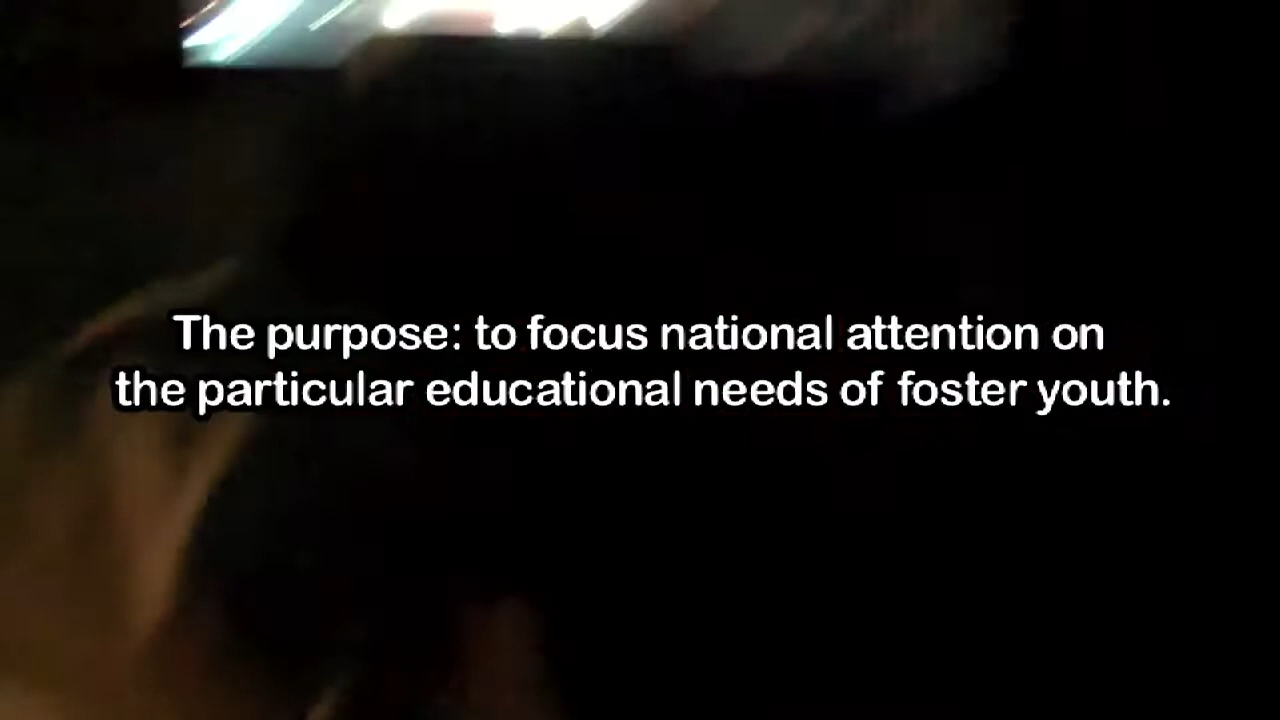 The purpose: to focus national attention on
the particular educational needs of foster youth.